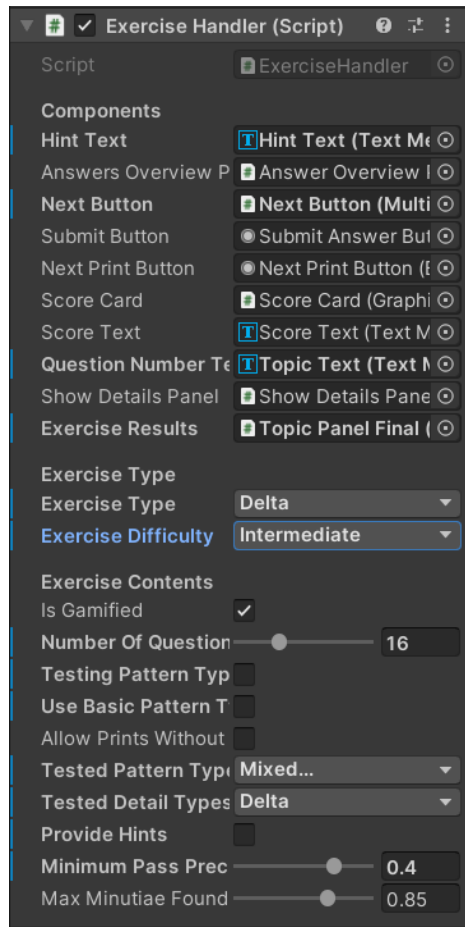 Exercise Handler (Script)
Script ExerciseHandler
Components
Hint Text Hint Text (Text Me
Answers Overview P Answer Overview
Next Button Next Button (Multi
Submit Button Submit Answer But
Next Print Button Next Print Button (
Score Card Score Card (Graphi
Score Text Score Text (Text M
Question Number Te Topic Text (Text
Show Details Panel Show Details Pane
Exercise Results Topic Panel Final (
Exercise Type
Exercise Type Delta
Exercise Difficulty Intermediate
Exercise Contents
Is Gamified
Number Of Question 16
Testing Pattern Typ
Use Basic Pattern T
Allow Prints Without
Tested Pattern Type Mixed...
Tested Detail Types Delta
Provide Hints
Minimum Pass Prec 0.4
Max Minutiae Found 0.85